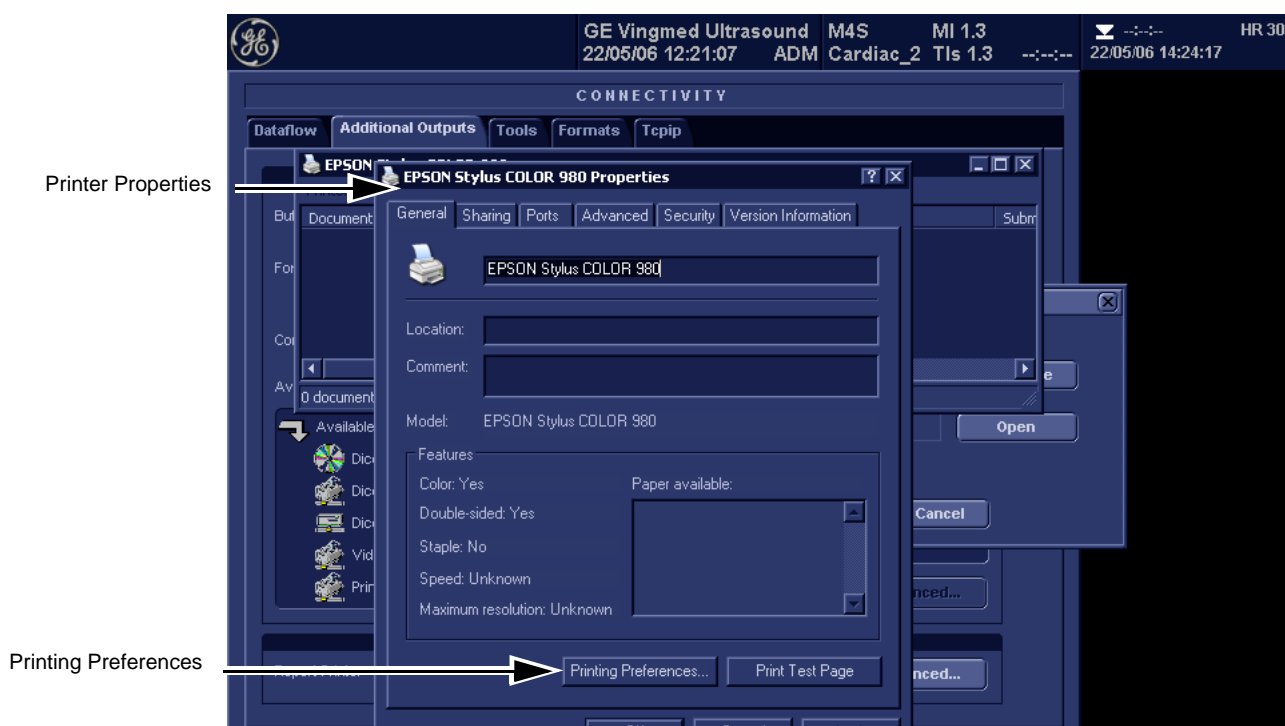 GE Vingmed Ultrasound M4S MI 1.3 --:--:-- HR 30
22/05/06 12:21:07 ADM Cardiac_2 TIs 1.3 --:--:-- 22/05/06 14:24:17
CONNECTIVITY
Dataflow Additional Outputs Tools Formats Tcpip
EPSON
Printer Properties
EPSON Stylus COLOR 980 Properties
Document
Subm
General Sharing Ports Advanced Security Version Information
EPSON Stylus COLOR 980
Location:
Comment:
0 document
Model: EPSON Stylus COLOR 980
Available
Open
Features
Color: Yes Paper available:
Double-sided: Yes
Cancel
Staple: No
Speed: Unknown
Maximum resolution: Unknown
Printing Preferences
Printing Preferences... Print Test Page